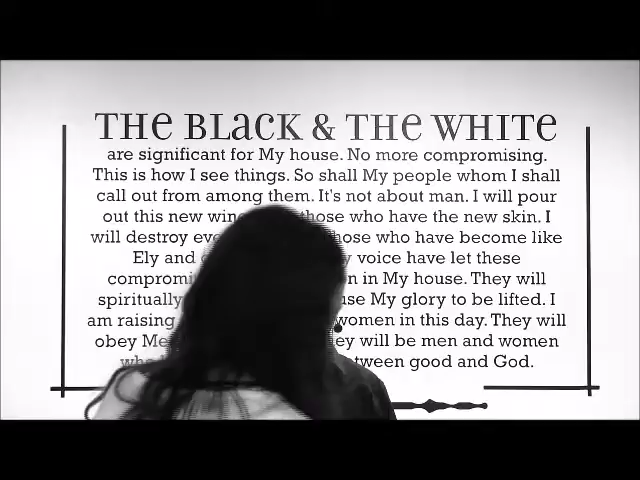 THE BLACK & THE WHITE
are significant for My house. No more compromising.
This is how I see things. So shall My people whom I shall
call out from among them. It's not about man. I will pour
out this new those who have the new skin. I
will destroy those who have become like
Ely and voice have let these
in My house. They will
spiritually My glory to be lifted. I
am raising women in this day. They will
obey will be men and women
good and God.